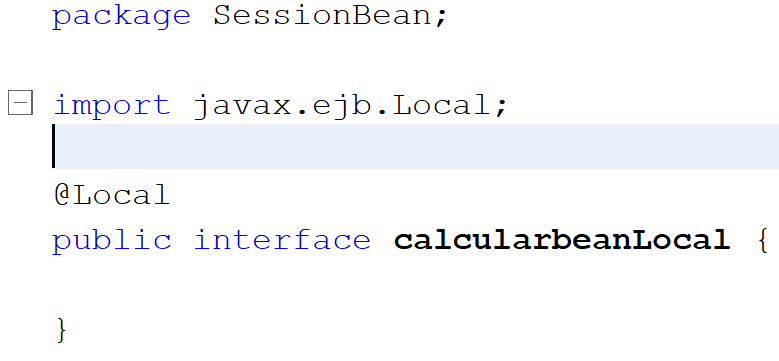 package SessionBean;
import javax.ejb.Local;
@Local
public interface calcularbeanLocal {
}